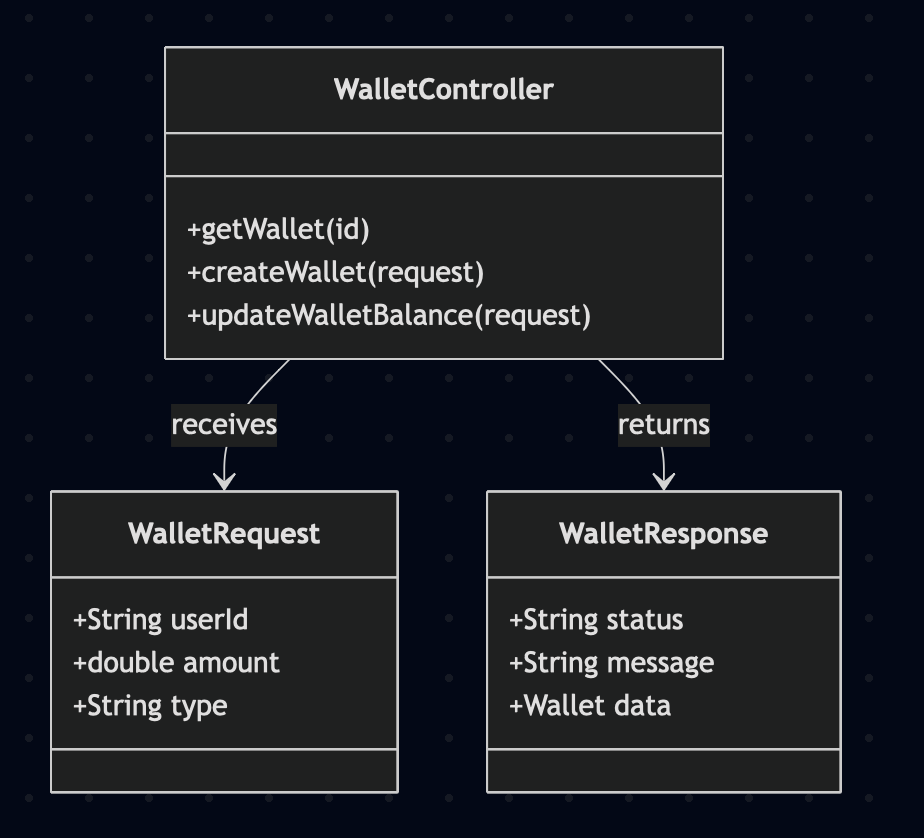 WalletController
+getWallet(id)
+createWallet(request)
+updateWalletBalance(request)
receives
returns
WalletRequest
+String userId
+double amount
+String type
WalletResponse
+String status
+String message
+Wallet data